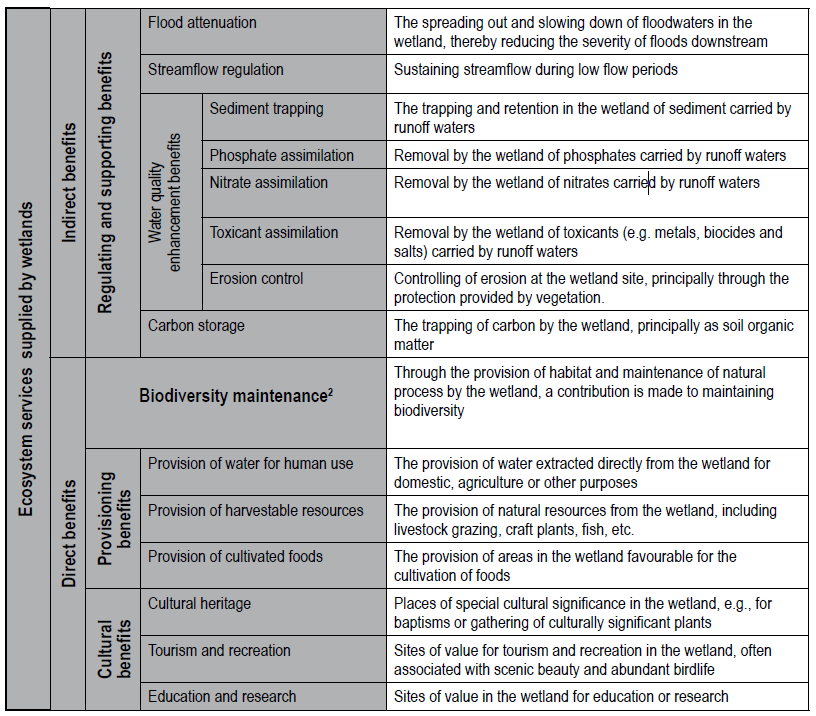 Ecosystem services supplied by wetlands
Indirect benefits
Regulating and supporting benefits
Flood attenuation
The spreading out and slowing down of floodwaters in the
wetland, thereby reducing the severity of floods downstream
Streamflow regulation
Sustaining streamflow during low flow periods
Water quality
enhancement benefits
Sediment trapping
The trapping and retention in the wetland of sediment carried by
runoff waters
Phosphate assimilation
Removal by the wetland of phosphates carried by runoff waters
Nitrate assimilation
Removal by the wetland of nitrates carried by runoff waters
Toxicant assimilation
Removal by the wetland of toxicants (e.g. metals, biocides and
salts) carried by runoff waters
Erosion control
Controlling of erosion at the wetland site, principally through the
protection provided by vegetation.
Carbon storage
The trapping of carbon by the wetland, principally as soil organic
matter
Direct benefits
Biodiversity maintenance²
Through the provision of habitat and maintenance of natural
process by the wetland, a contribution is made to maintaining
biodiversity
Provisioning
benefits
Provision of water for human use
The provision of water extracted directly from the wetland for
domestic, agriculture or other purposes
Provision of harvestable resources
The provision of natural resources from the wetland, including
livestock grazing, craft plants, fish, etc.
Provision of cultivated foods
The provision of areas in the wetland favourable for the
cultivation of foods
Cultural
benefits
Cultural heritage
Places of special cultural significance in the wetland, e.g., for
baptisms or gathering of culturally significant plants
Tourism and recreation
Sites of value for tourism and recreation in the wetland, often
associated with scenic beauty and abundant birdlife
Education and research
Sites of value in the wetland for education or research